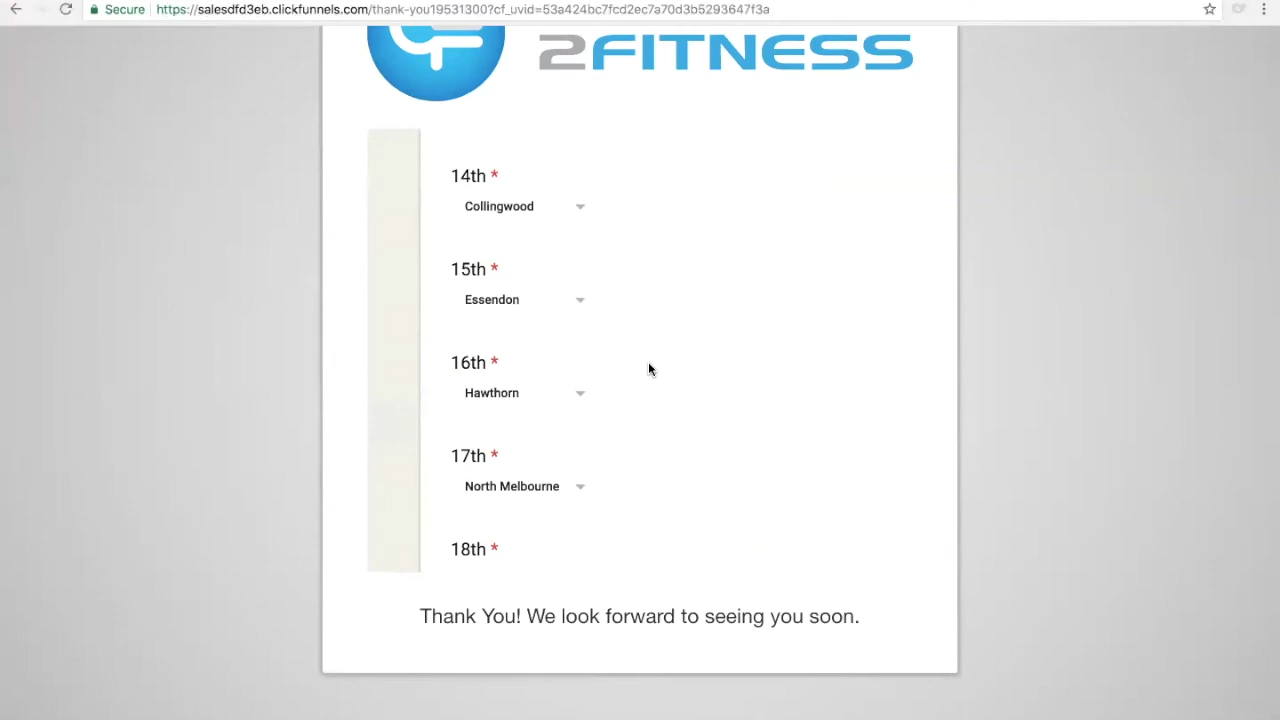 Secure https://salesdfd3eb.clickfunnels.com/thank-you19531300?cf_uvid=53a424bc7fcd2ec7a70d3b5293647f3a
2FITNESS
14th *
Collingwood
15th *
Essendon
16th *
Hawthorn
17th *
North Melbourne
18th *
Thank You! We look forward to seeing you soon.